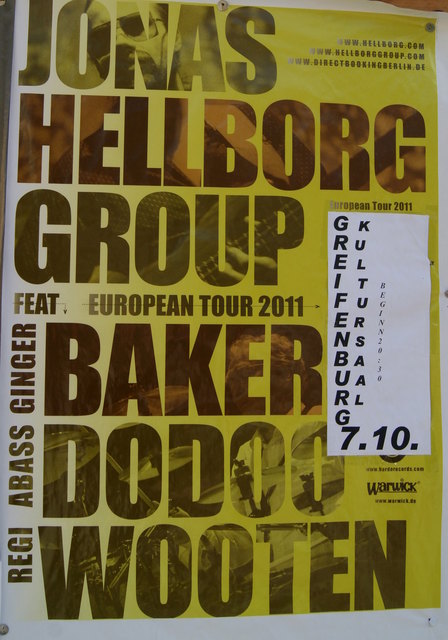 JONAS
WWW.HELLBORG.COM
WWW.HELLBORGGROUP.COM
WWW.DIRECTBOOKINGBERLIN.DE
HELLBORG
GROUP
European Tour 2011
FEAT EUROPEAN TOUR 2011
GREIFENBURG
KULTURSAAL
BEGINN 20:30
7.10.
GINGER BAKER
ABASS DODOO
REGI WOOTEN
www.bardorecords.com
WARWICK
www.warwick.de